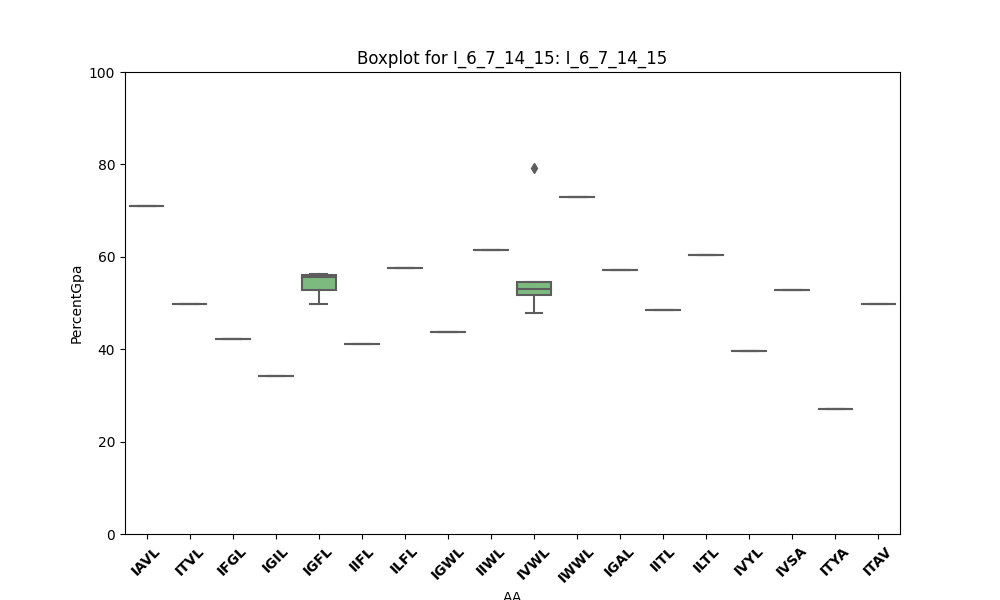 Boxplot for I_6_7_14_15: I_6_7_14_15
100
80
60
40
20
0
PercentGpa
IAVL ITVL IFGL IGIL IGFL IIFL ILFL IGWL IIWL IVWL IWWL IGAL IITL ILTL IVYL IVSA ITYA ITAV
AA